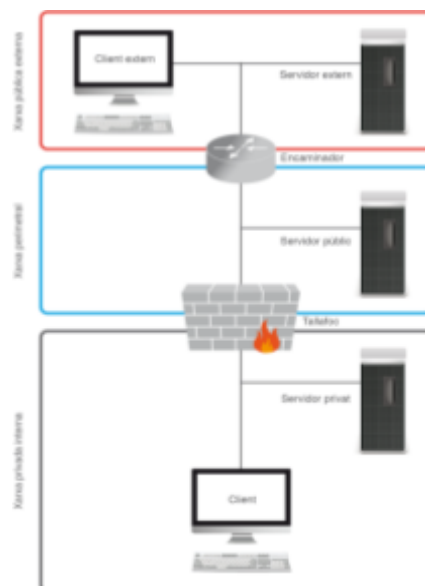 Xarxa pública externa
Client extern
Servidor extern
Encaminador
Xarxa perimetral
Servidor públic
Tallafoc
Xarxa privada interna
Servidor privat
Client